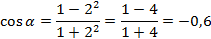 cos α = (1 − 2²)/(1 + 2²) = (1 − 4)/(1 + 4) = −0,6